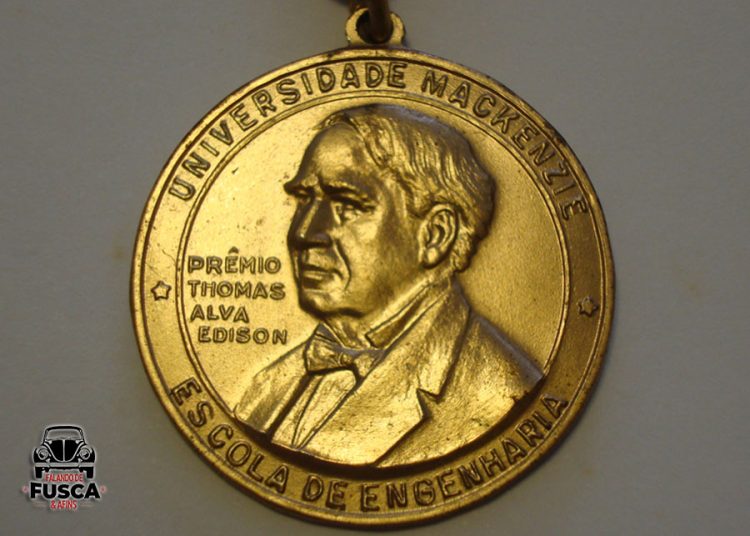 UNIVERSIDADE MACKENZIE
PRÊMIO
THOMAS
ALVA
EDISON
ESCOLA DE ENGENHARIA
FALANDO DE
FUSCA
& AFINS